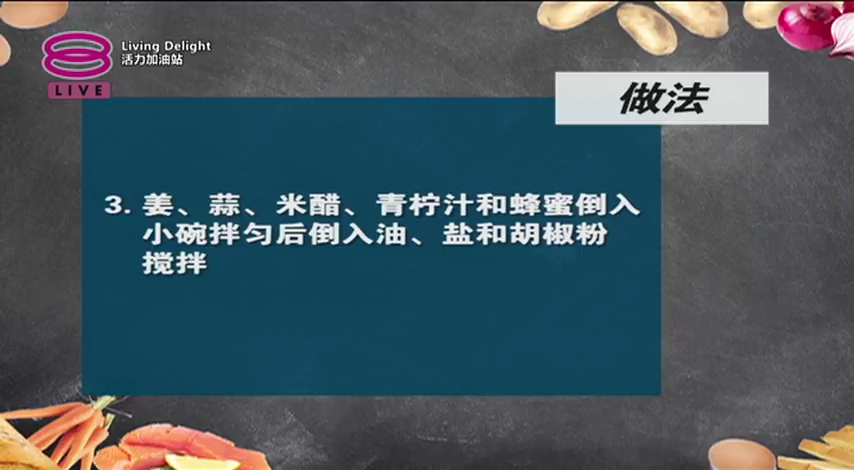 Living Delight
活力加油站
LIVE
做法
3. 姜、蒜、米醋、青柠汁和蜂蜜倒入
小碗拌匀后倒入油、盐和胡椒粉
搅拌